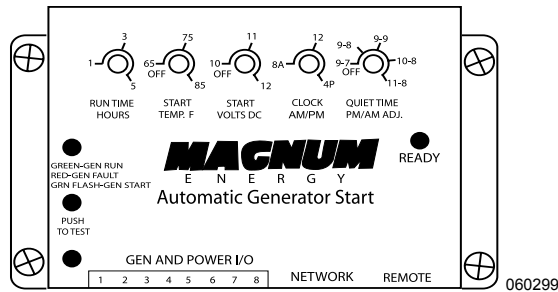 3
1
5
RUN TIME
HOURS
75
65
OFF
85
START
TEMP. F
11
10
OFF
12
START
VOLTS DC
12
8A
4P
CLOCK
AM/PM
9-9
9-8
10-8
9-7
OFF
11-8
QUIET TIME
PM/AM ADJ.
GREEN-GEN RUN
RED-GEN FAULT
GRN FLASH-GEN START
MAGNUM
ENERGY
Automatic Generator Start
READY
PUSH
TO TEST
GEN AND POWER I/O
1 2 3 4 5 6 7 8
NETWORK
REMOTE
060299